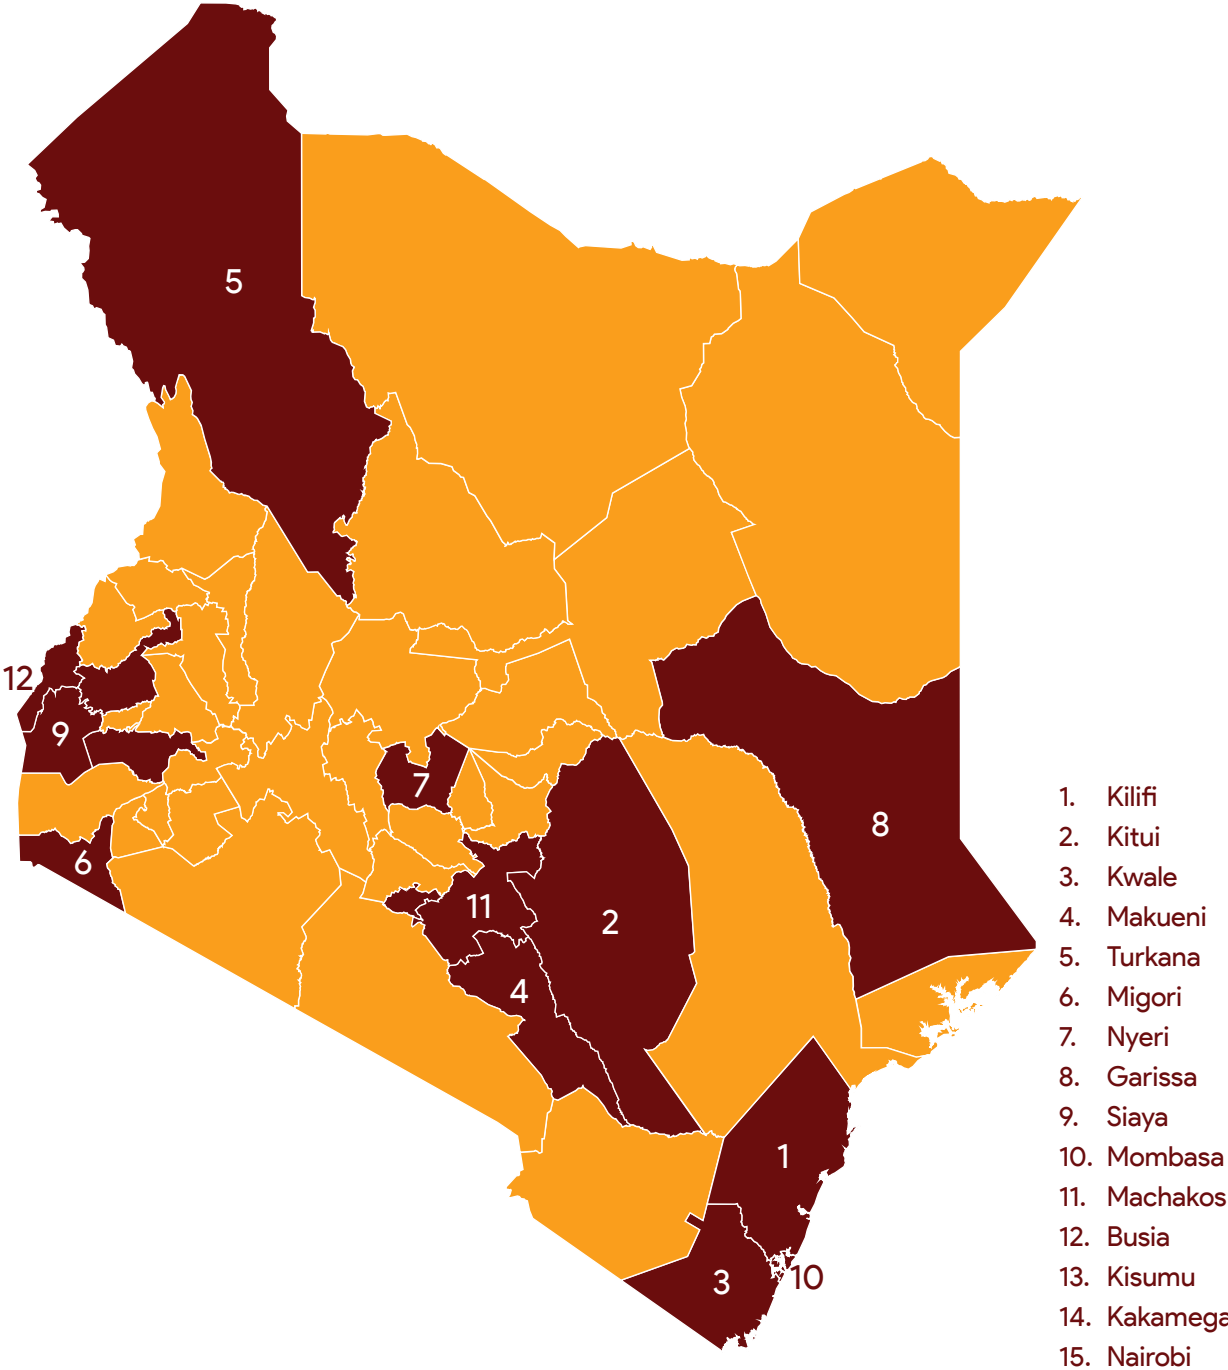 5
12
9
7
8
6
11
2
4
1
3
10
1. Kilifi
2. Kitui
3. Kwale
4. Makueni
5. Turkana
6. Migori
7. Nyeri
8. Garissa
9. Siaya
10. Mombasa
11. Machakos
12. Busia
13. Kisumu
14. Kakamega
15. Nairobi